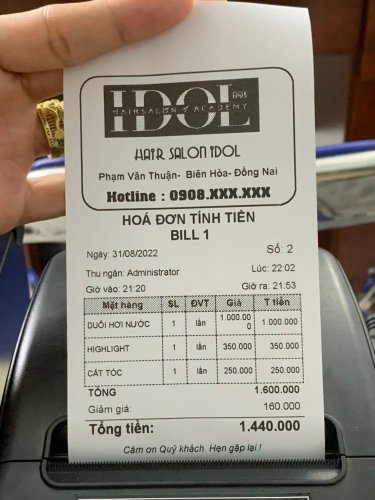 IDOL
1995
HAIRSALON & ACADEMY
HAIR SALON IDOL
Phạm Văn Thuận- Biên Hòa- Đồng Nai
Hotline : 0908.XXX.XXX
HOÁ ĐƠN TÍNH TIỀN
BILL 1
Ngày: 31/08/2022 Số: 2
Thu ngân: Administrator Lúc: 22:02
Giờ vào: 21:20 Giờ ra: 21:53
Mặt hàng SL ĐVT Giá T tiền
DUỖI HƠI NƯỚC 1 lần 1.000.00 1.000.000
0
HIGHLIGHT 1 lần 350.000 350.000
CẮT TÓC 1 lần 250.000 250.000
TỔNG 1.600.000
Giảm giá: 160.000
Tổng tiền: 1.440.000
Cảm ơn Quý khách. Hẹn gặp lại.!